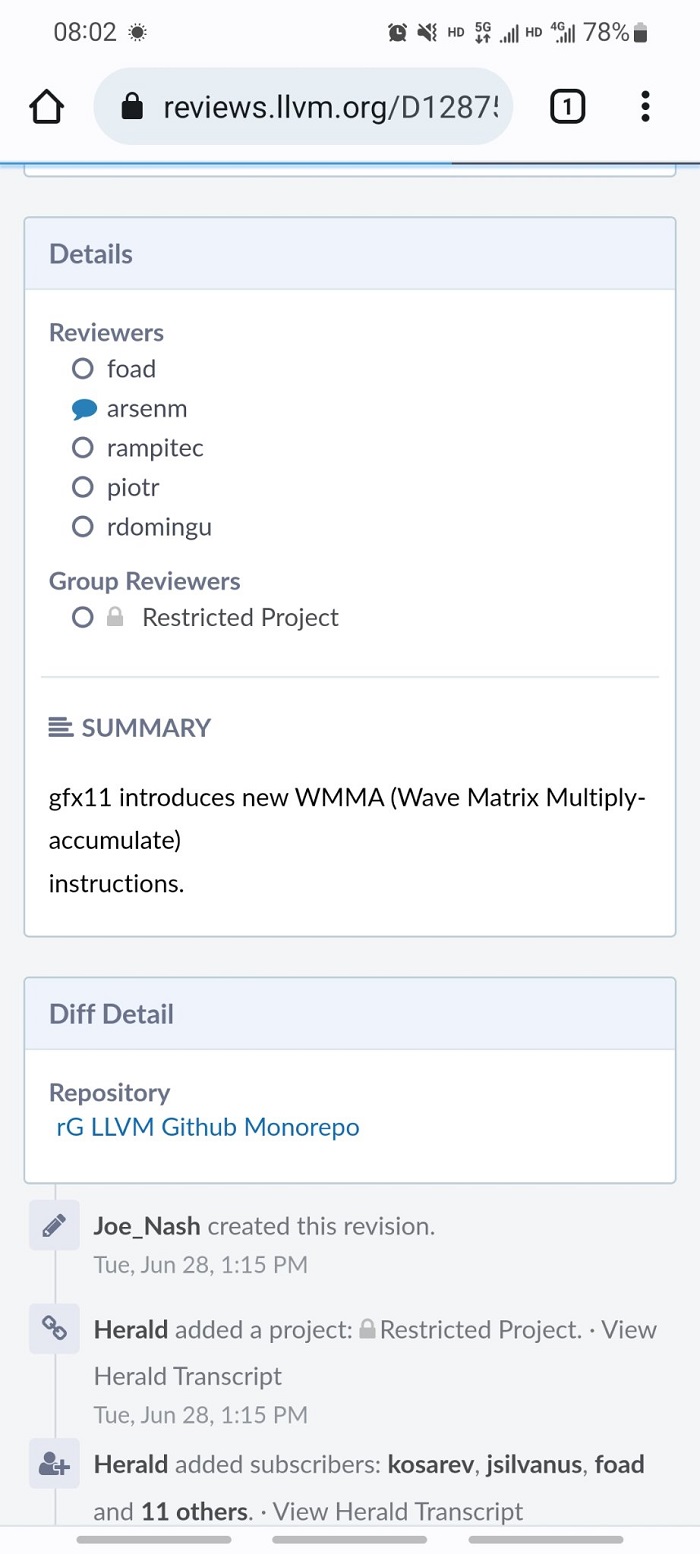 08:02 HD 5G HD 4G 78%
reviews.llvm.org/D1287
1
Details
Reviewers
foad
arsenm
rampitec
piotr
rdomingu
Group Reviewers
Restricted Project
SUMMARY
gfx11 introduces new WMMA (Wave Matrix Multiply-
accumulate)
instructions.
Diff Detail
Repository
rG LLVM Github Monorepo
Joe_Nash created this revision.
Tue, Jun 28, 1:15 PM
Herald added a project: Restricted Project. · View
Herald Transcript
Tue, Jun 28, 1:15 PM
Herald added subscribers: kosarev, jsilvanus, foad
and 11 others. · View Herald Transcript